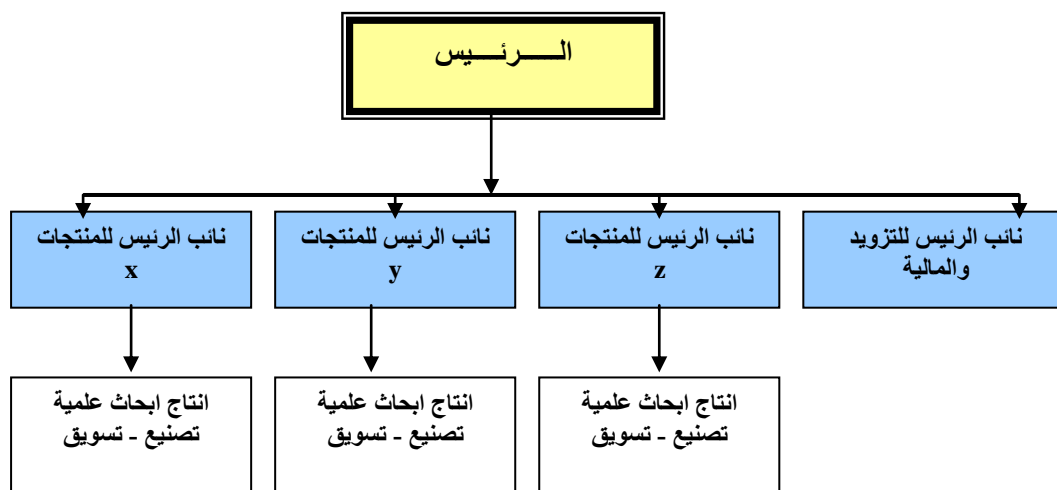 الـــــرئـــــيس
نائب الرئيس للتزويد
والمالية
نائب الرئيس للمنتجات
z
نائب الرئيس للمنتجات
y
نائب الرئيس للمنتجات
x
انتاج ابحاث علمية
تصنيع - تسويق
انتاج ابحاث علمية
تصنيع - تسويق
انتاج ابحاث علمية
تصنيع - تسويق